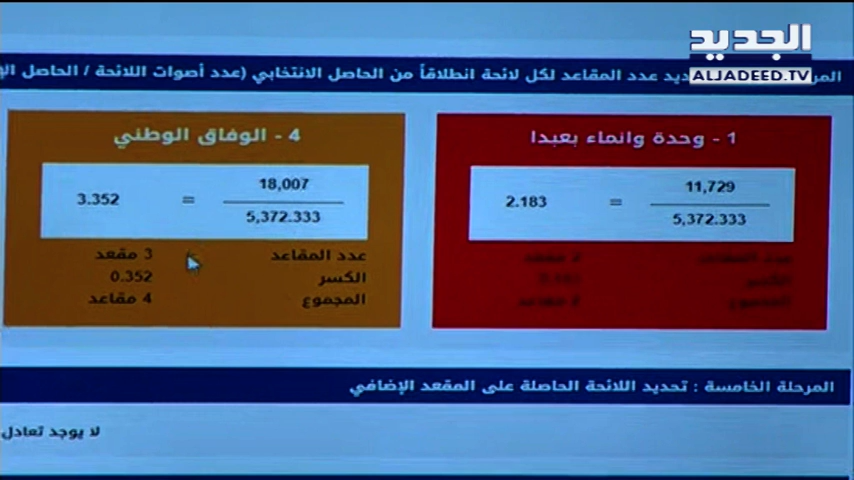 الجديد
ALJADEED.TV
عدد المقاعد لكل لائحة انطلاقاً من الحاصل الانتخابي (عدد أصوات اللائحة / الحاصل
1 - وحدة وانماء بعبدا
11,729
2.183 =
5,372.333
4 - الوفاق الوطني
18,007
3.352 =
5,372.333
عدد المقاعد 3 مقعد
الكسر 0.352
المجموع 4 مقاعد
المرحلة الخامسة : تحديد اللائحة الحاصلة على المقعد الإضافي
لا يوجد تعادل